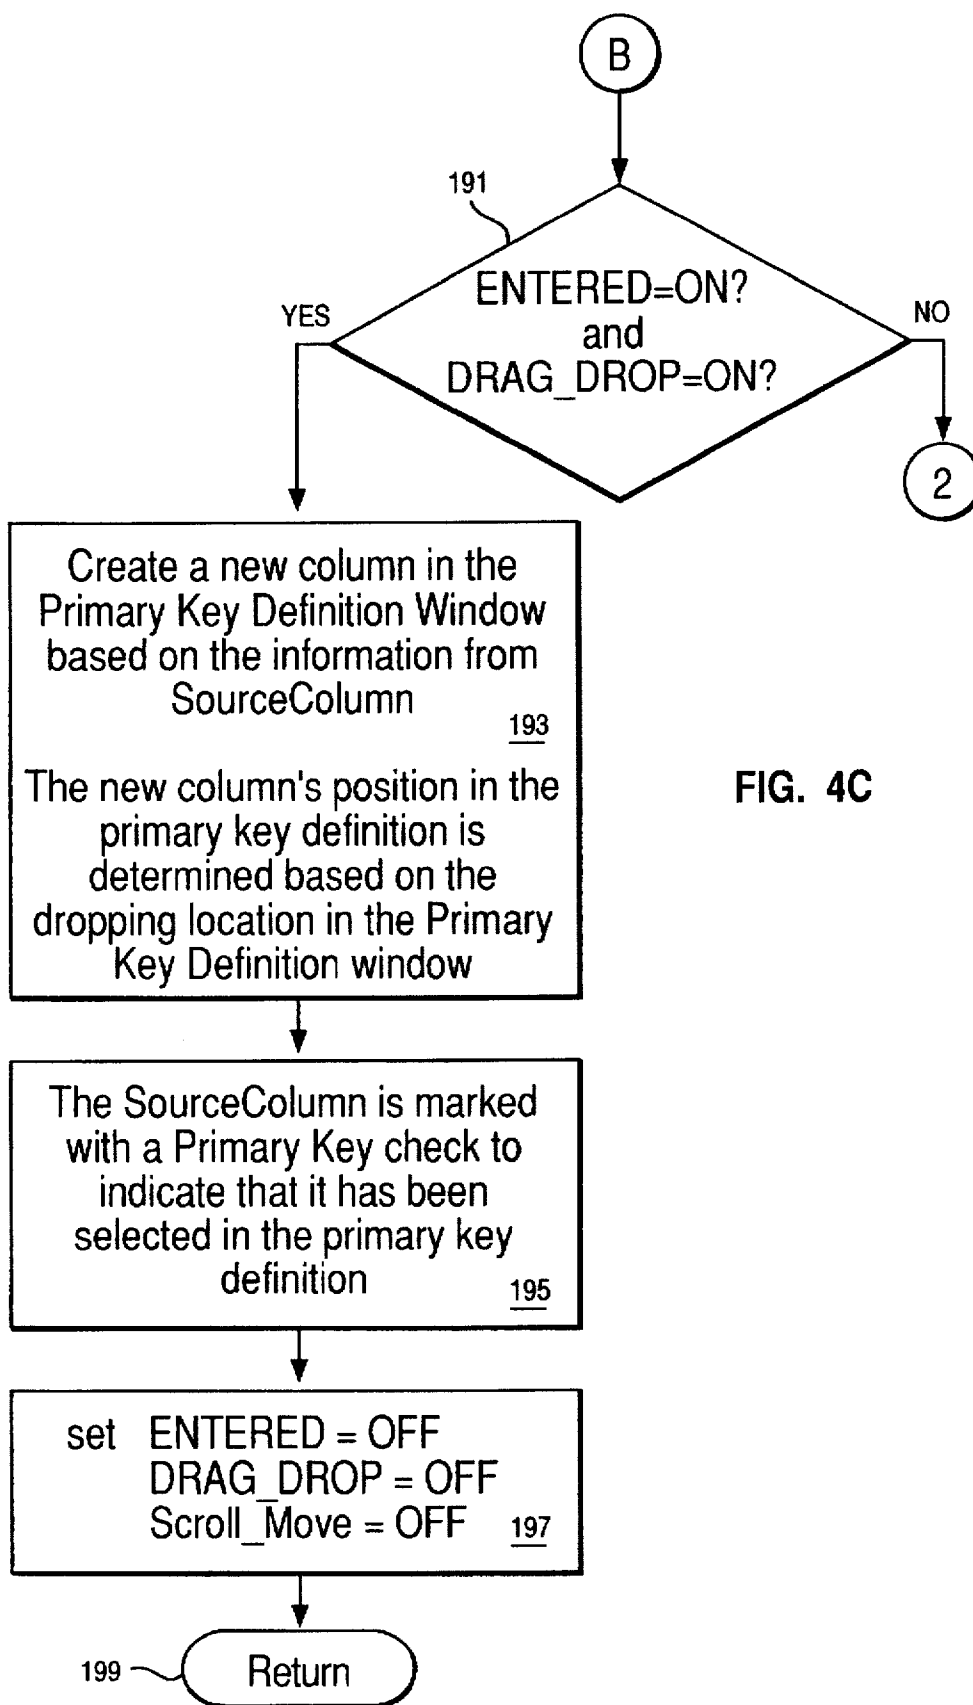 B
191
ENTERED=ON?
and
DRAG_DROP=ON?
YES
NO
2
Create a new column in the
Primary Key Definition Window
based on the information from
SourceColumn
193
The new column's position in the
primary key definition is
determined based on the
dropping location in the Primary
Key Definition window
FIG. 4C
The SourceColumn is marked
with a Primary Key check to
indicate that it has been
selected in the primary key
definition
195
set ENTERED = OFF
DRAG_DROP = OFF
Scroll_Move = OFF
197
199
Return